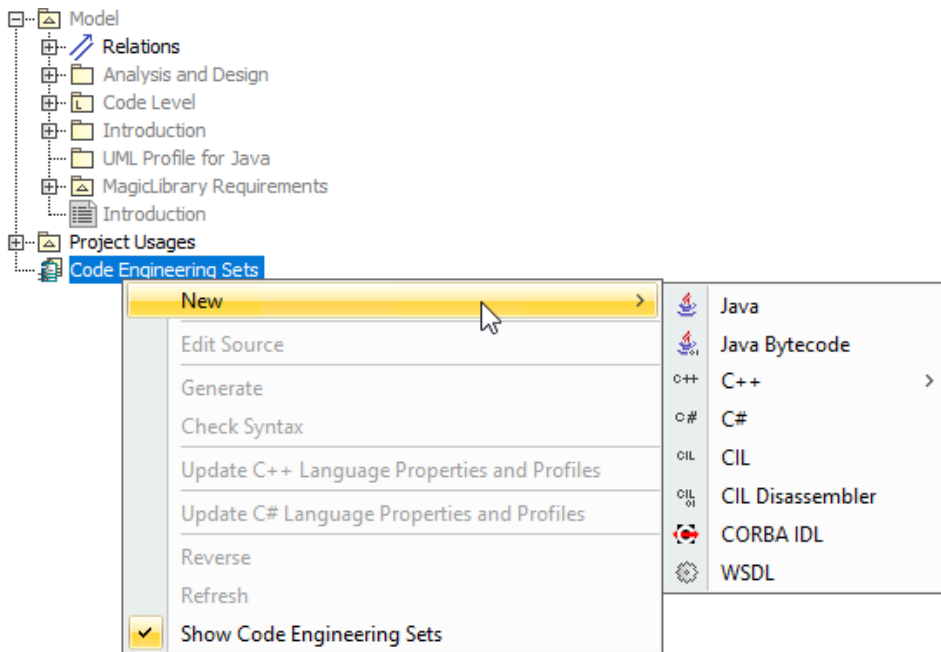 Model
Relations
Analysis and Design
L Code Level
Introduction
UML Profile for Java
MagicLibrary Requirements
Introduction
Project Usages
Code Engineering Sets
New
Edit Source
Generate
Check Syntax
Update C++ Language Properties and Profiles
Update C# Language Properties and Profiles
Reverse
Refresh
Show Code Engineering Sets
Java
01 Java Bytecode
C++ C++
C# C#
CIL CIL
CIL 01 CIL Disassembler
CORBA IDL
WSDL